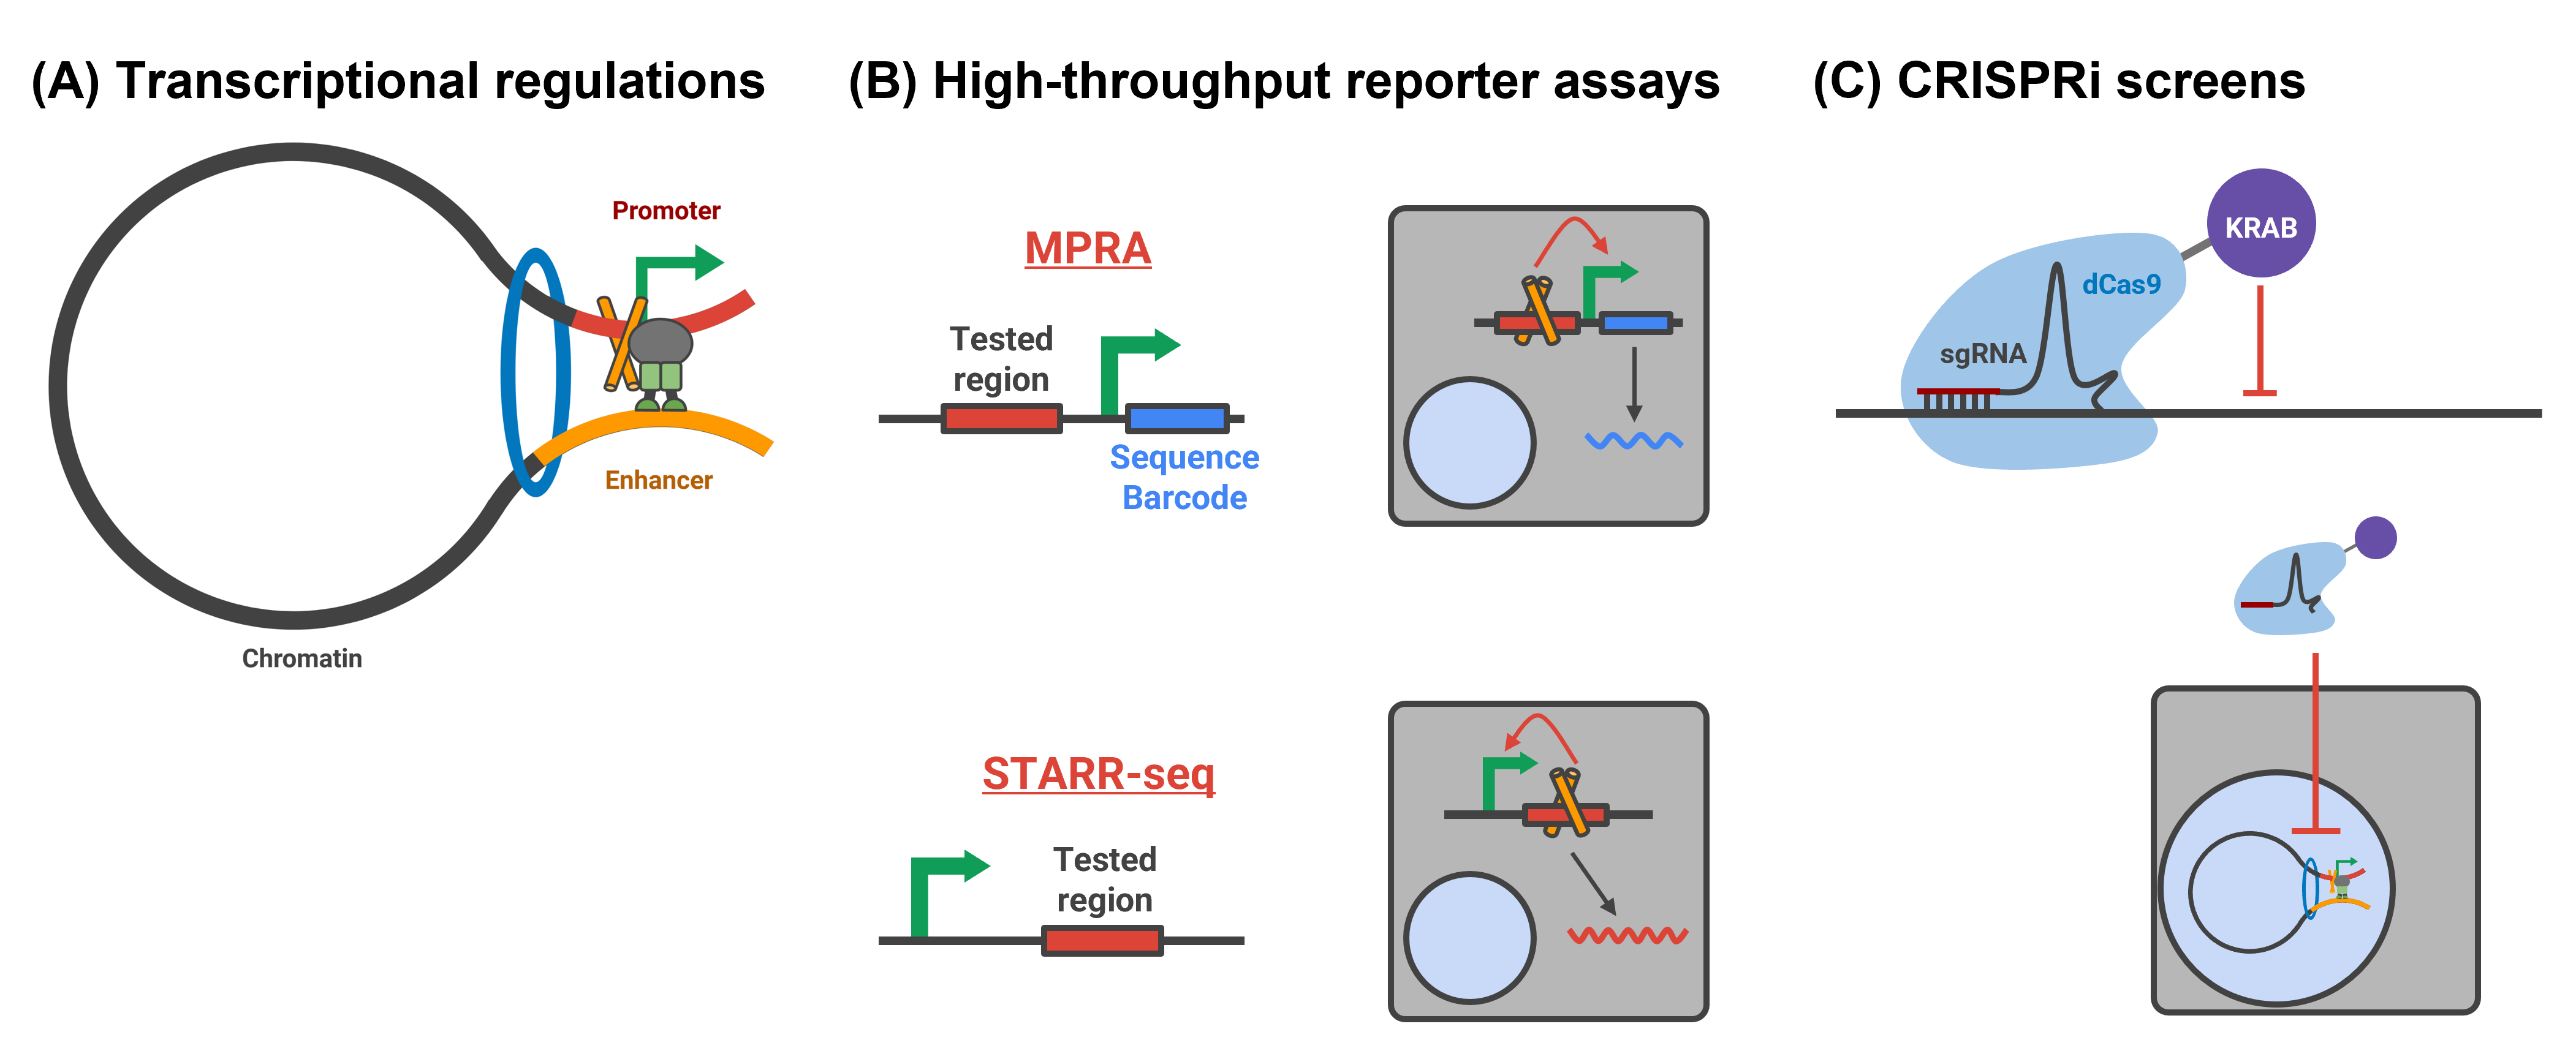 (A) Transcriptional regulations
Promoter
Enhancer
Chromatin
(B) High-throughput reporter assays
MPRA
Tested
region
Sequence
Barcode
STARR-seq
Tested
region
(C) CRISPRi screens
KRAB
dCas9
sgRNA